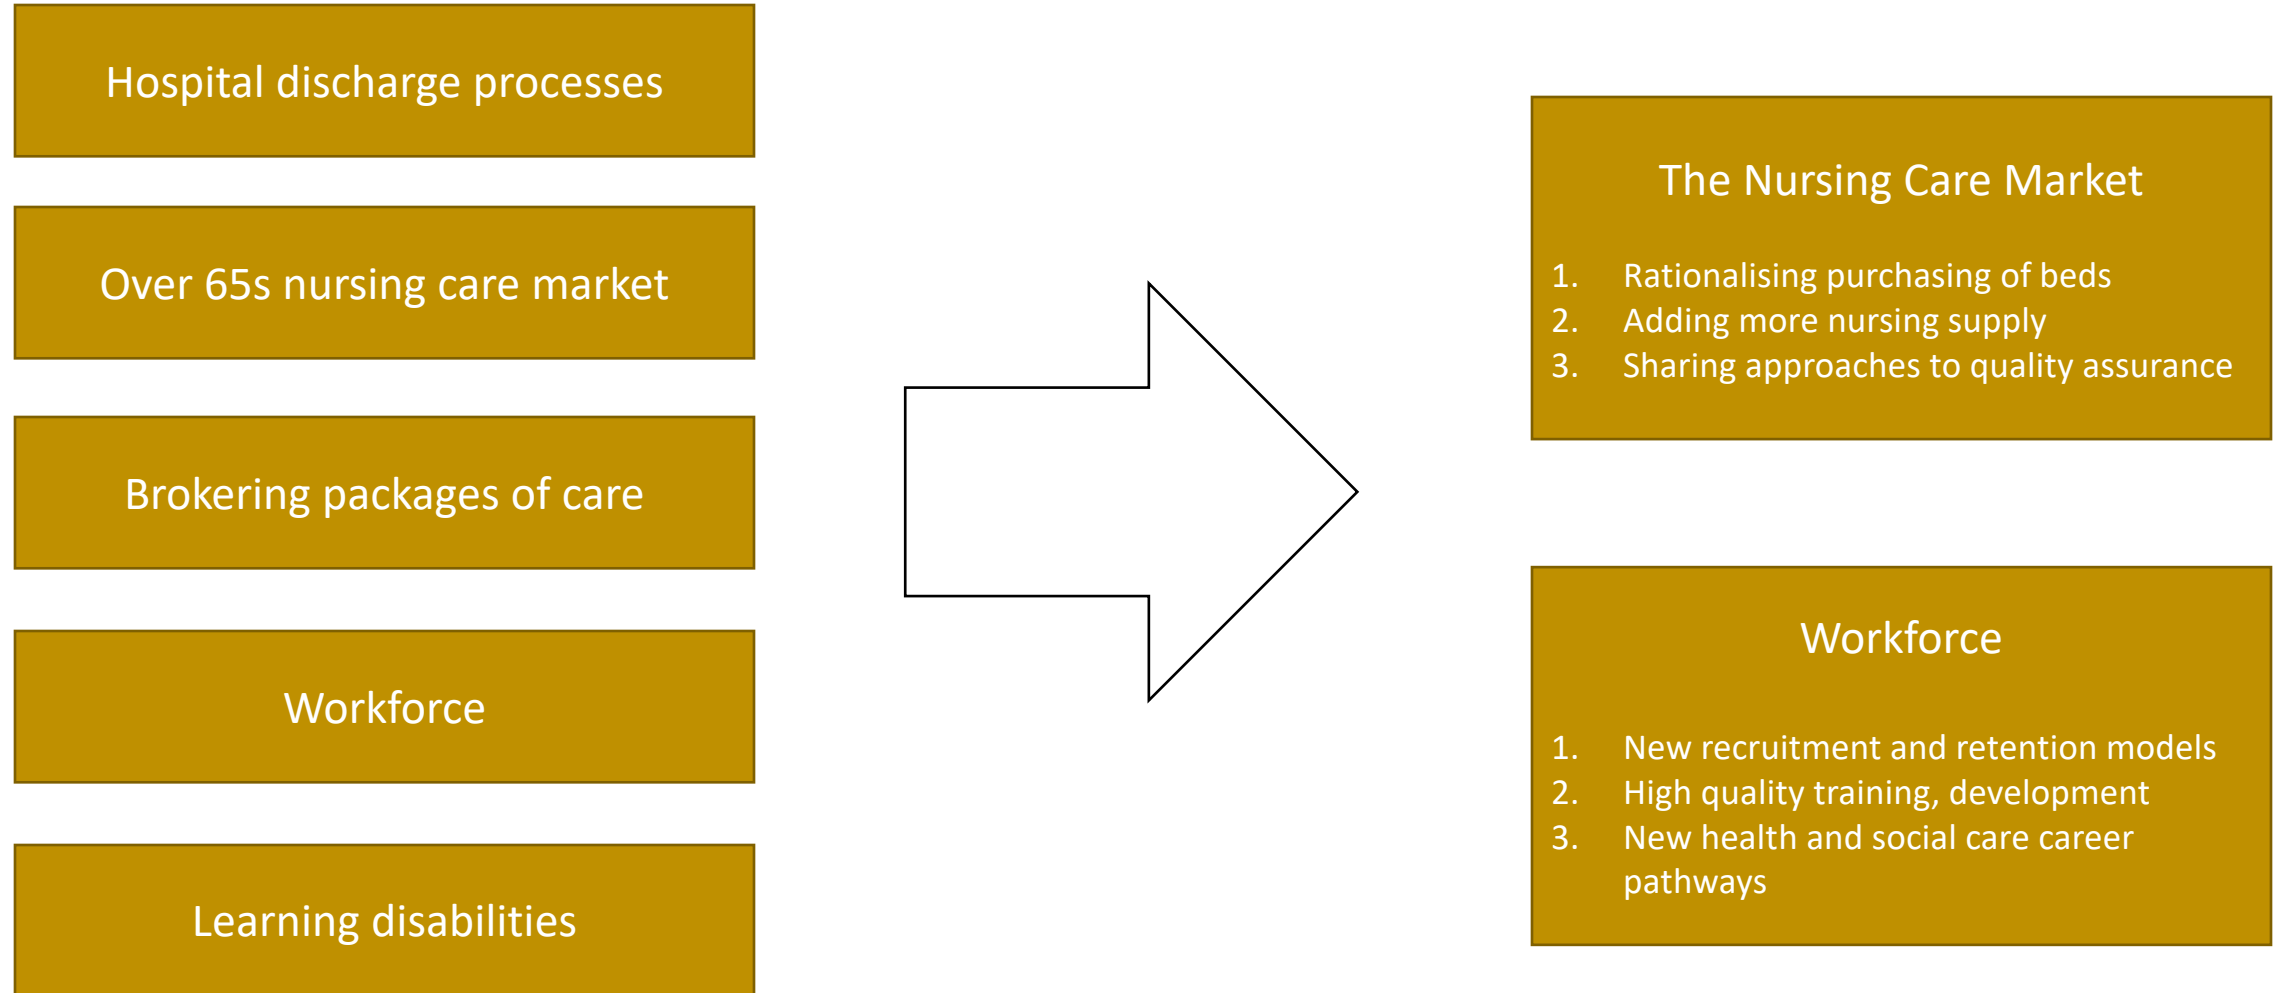 Hospital discharge processes
Over 65s nursing care market
Brokering packages of care
Workforce
Learning disabilities
The Nursing Care Market
1. Rationalising purchasing of beds
2. Adding more nursing supply
3. Sharing approaches to quality assurance
Workforce
1. New recruitment and retention models
2. High quality training, development
3. New health and social care career
pathways